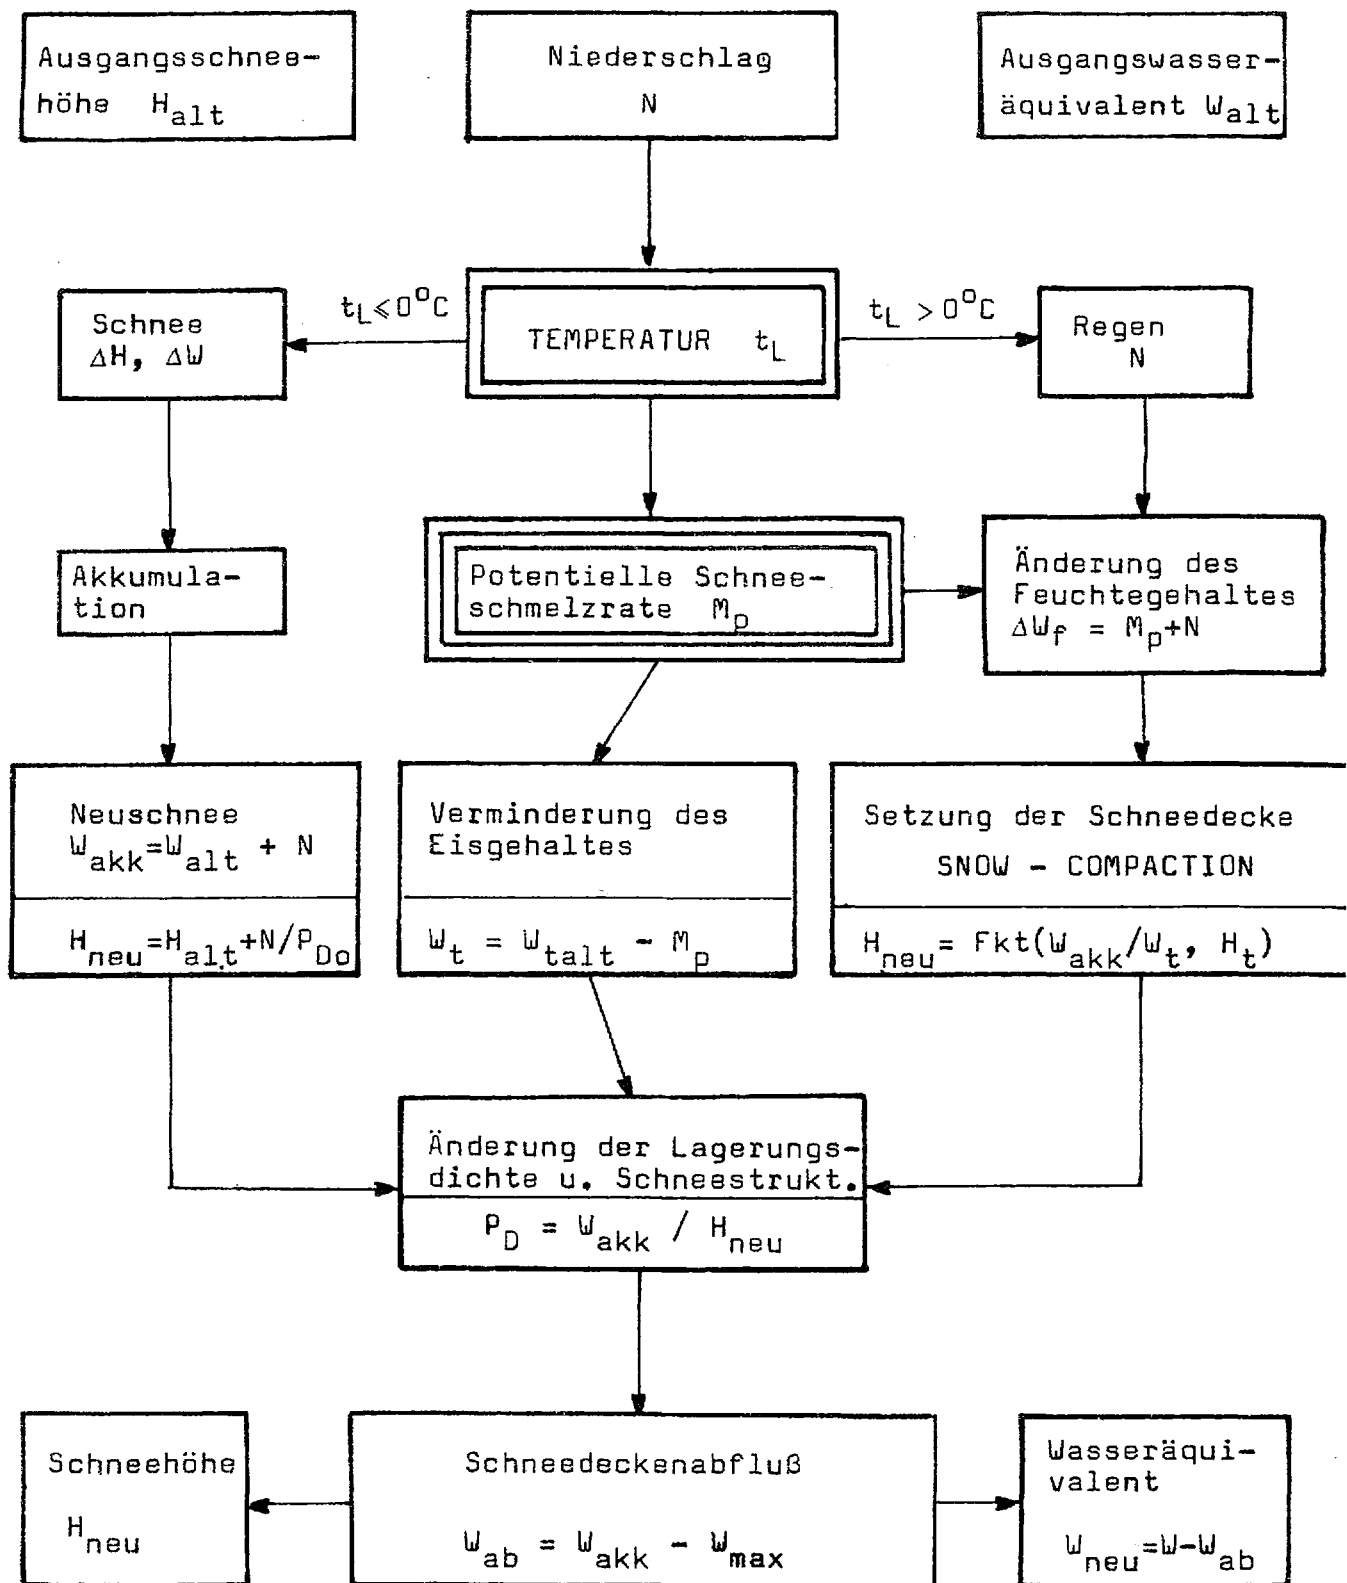 Ausgangsschnee-
höhe H_alt
Niederschlag
N
Ausgangswasser-
äquivalent W_alt
t_L ≤ 0°C
t_L > 0°C
Schnee
ΔH, ΔW
TEMPERATUR t_L
Regen
N
Akkumula-
tion
Potentielle Schnee-
schmelzrate M_p
Änderung des
Feuchtegehaltes
ΔW_f = M_p+N
Neuschnee
W_akk=W_alt + N
H_neu=H_alt+N/P_Do
Verminderung des
Eisgehaltes
W_t = W_talt - M_p
Setzung der Schneedecke
SNOW - COMPACTION
H_neu= Fkt(W_akk/W_t, H_t)
Änderung der Lagerungs-
dichte u. Schneestrukt.
P_D = W_akk / H_neu
Schneehöhe
H_neu
Schneedeckenabfluß
W_ab = W_akk - W_max
Wasseräqui-
valent
W_neu=W-W_ab